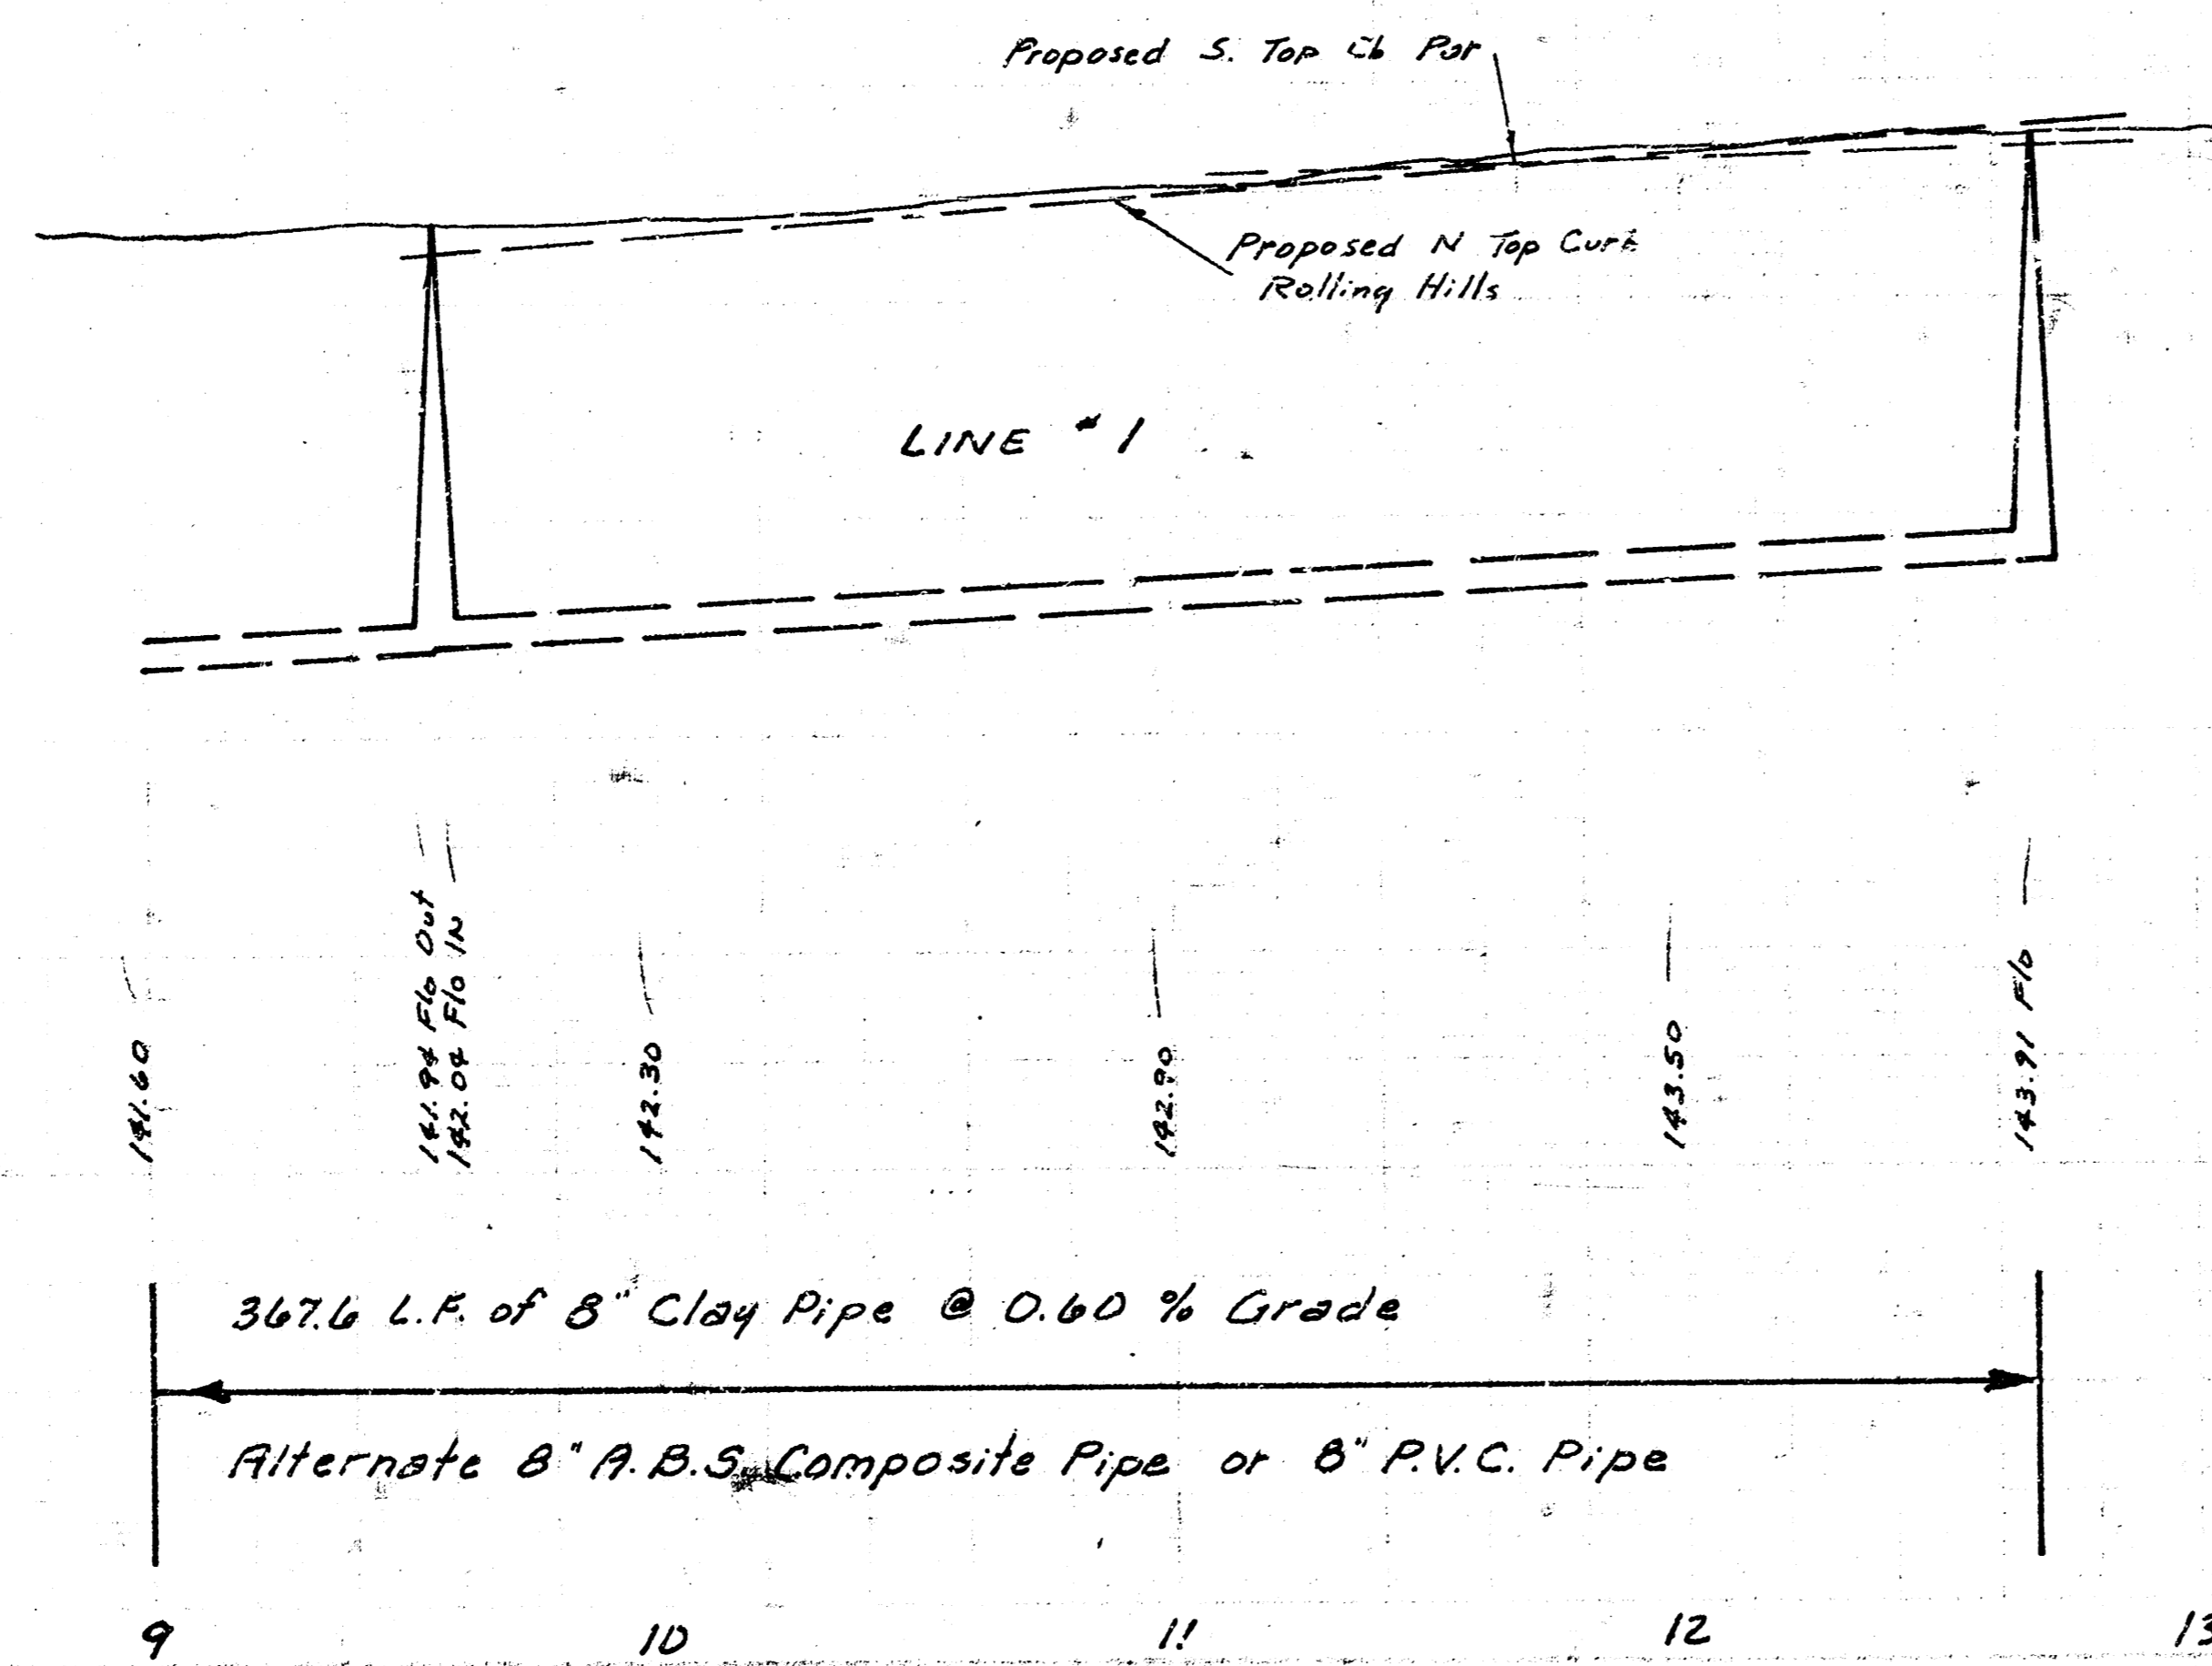 Proposed S. Top Cb Par
Proposed N Top Curb
Rolling Hills
LINE # 1
141.60
141.94 Flo Out
142.04 Flo IN
142.30
142.90
143.50
143.91 Flo
367.6 L.F. of 8" Clay Pipe @ 0.60 % Grade
Alternate 8" A.B.S. Composite Pipe or 8" P.V.C. Pipe
9 10 11 12 13